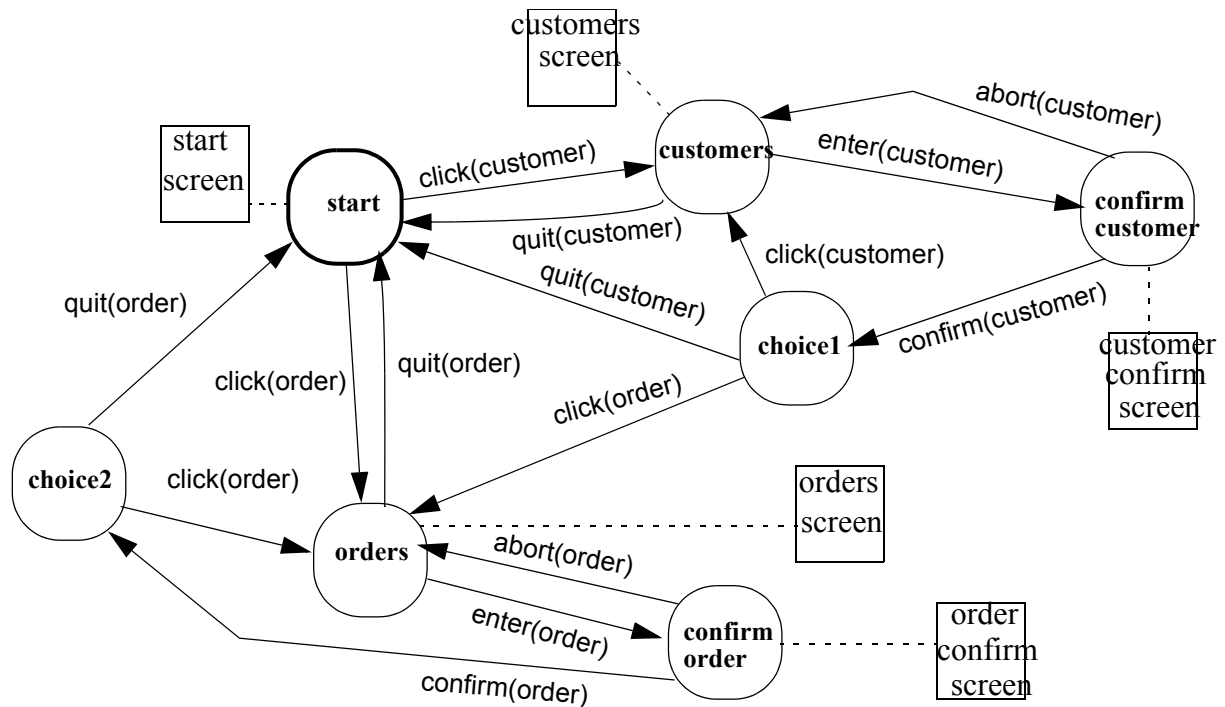 customers
screen
abort(customer)
start
screen
click(customer)
customers
enter(customer)
start
confirm
customer
quit(customer)
click(customer)
quit(customer)
quit(order)
confirm(customer)
choice1
customer
confirm
screen
quit(order)
click(order)
click(order)
choice2
click(order)
orders
screen
orders
abort(order)
enter(order)
confirm
order
order
confirm
screen
confirm(order)